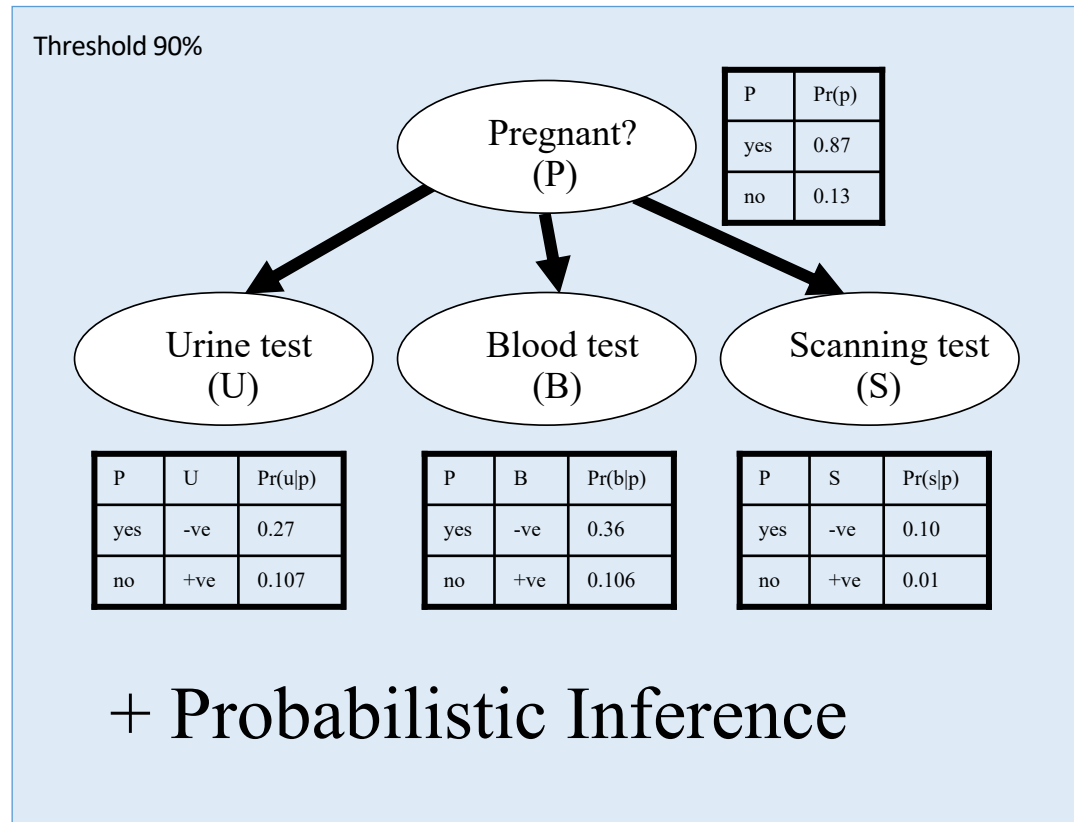 Threshold 90%
Pregnant?
(P)
P Pr(p)
yes 0.87
no 0.13
Urine test
(U)
Blood test
(B)
Scanning test
(S)
P U Pr(u|p)
yes -ve 0.27
no +ve 0.107
P B Pr(b|p)
yes -ve 0.36
no +ve 0.106
P S Pr(s|p)
yes -ve 0.10
no +ve 0.01
+ Probabilistic Inference